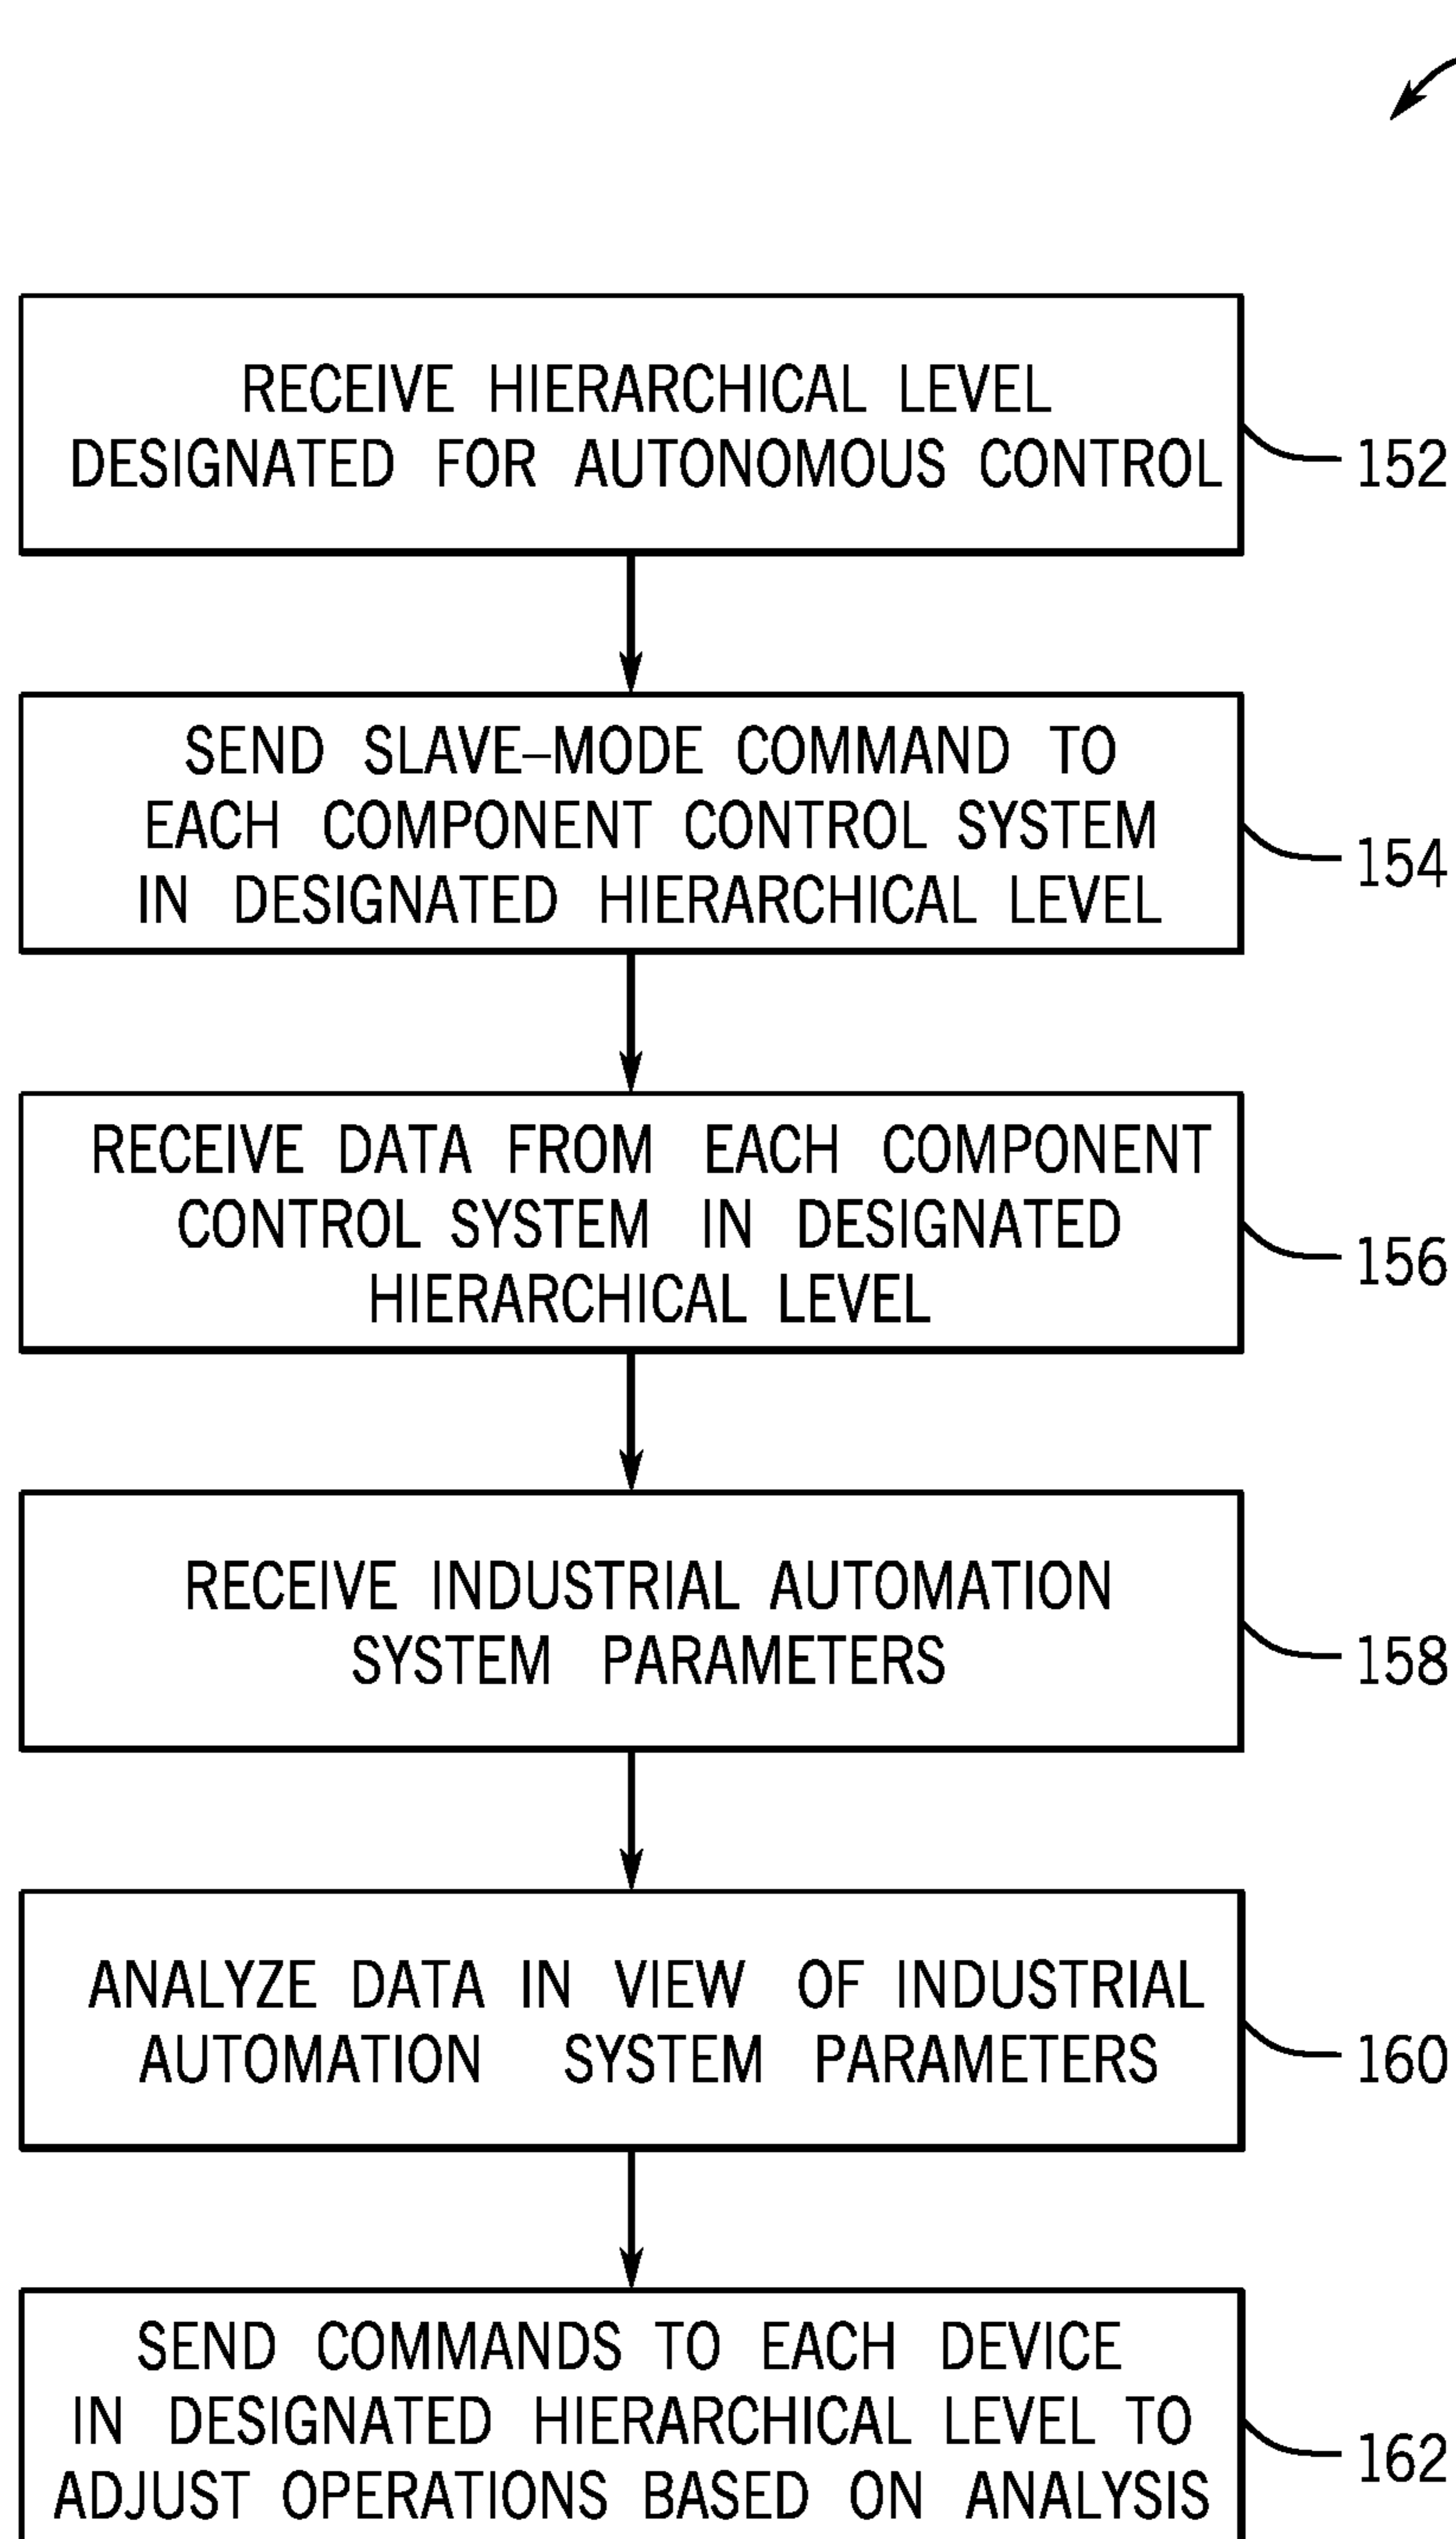 RECEIVE HIERARCHICAL LEVEL
DESIGNATED FOR AUTONOMOUS CONTROL
152
SEND SLAVE–MODE COMMAND TO
EACH COMPONENT CONTROL SYSTEM
IN DESIGNATED HIERARCHICAL LEVEL
154
RECEIVE DATA FROM EACH COMPONENT
CONTROL SYSTEM IN DESIGNATED
HIERARCHICAL LEVEL
156
RECEIVE INDUSTRIAL AUTOMATION
SYSTEM PARAMETERS
158
ANALYZE DATA IN VIEW OF INDUSTRIAL
AUTOMATION SYSTEM PARAMETERS
160
SEND COMMANDS TO EACH DEVICE
IN DESIGNATED HIERARCHICAL LEVEL TO
ADJUST OPERATIONS BASED ON ANALYSIS
162